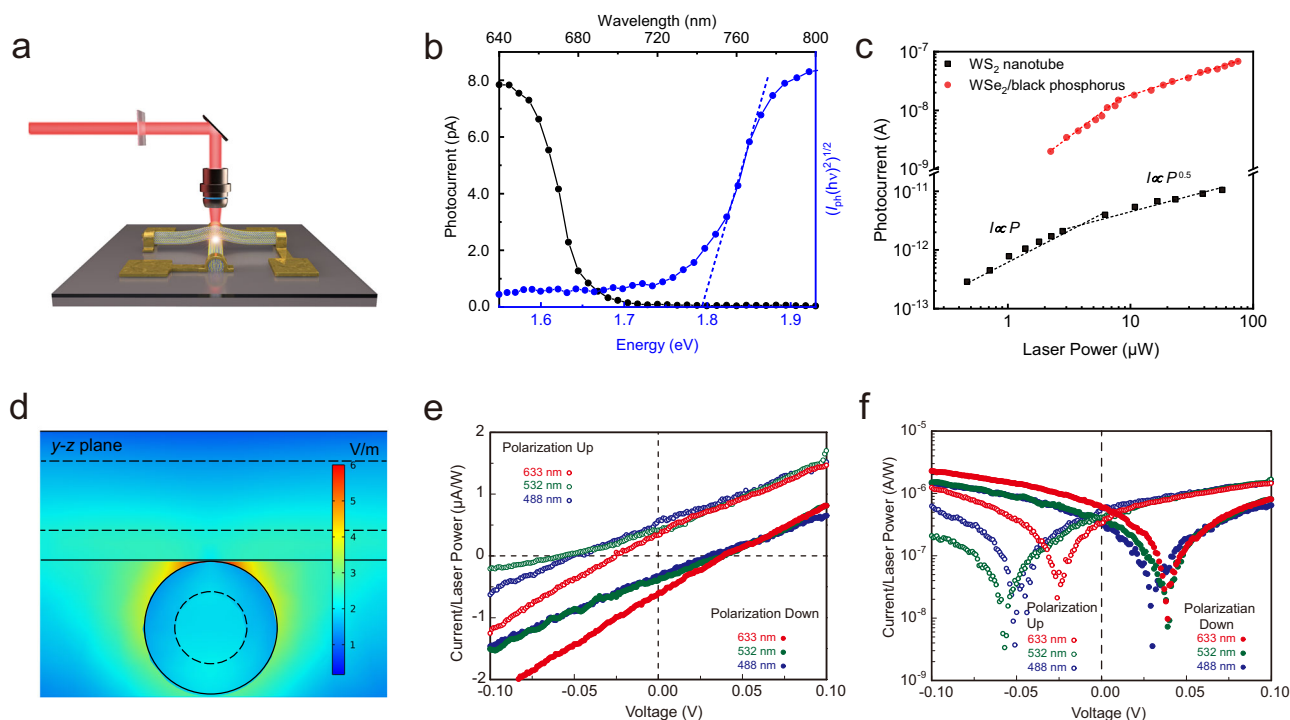 a
b
Wavelength (nm)
640 680 720 760 800
8.0
6.0
4.0
2.0
0.0
Photocurrent (pA)
(I_ph(hν)²)^1/2
1.6 1.7 1.8 1.9
Energy (eV)
c
10⁻⁷
10⁻⁸
10⁻⁹
10⁻¹¹
10⁻¹²
10⁻¹³
Photocurrent (A)
WS₂ nanotube
WSe₂/black phosphorus
I∝P^0.5
I∝P
1 10 100
Laser Power (μW)
d
y-z plane
V/m
6
5
4
3
2
1
e
2
1
0
-1
-2
Current/Laser Power (μA/W)
Polarization Up
633 nm
532 nm
488 nm
Polarization Down
633 nm
532 nm
488 nm
-0.10 -0.05 0.00 0.05 0.10
Voltage (V)
f
10⁻⁵
10⁻⁶
10⁻⁷
10⁻⁸
10⁻⁹
Current/Laser Power (A/W)
Polarization
Up
633 nm
532 nm
488 nm
Polarization
Down
633 nm
532 nm
488 nm
-0.10 -0.05 0.00 0.05 0.10
Voltage (V)